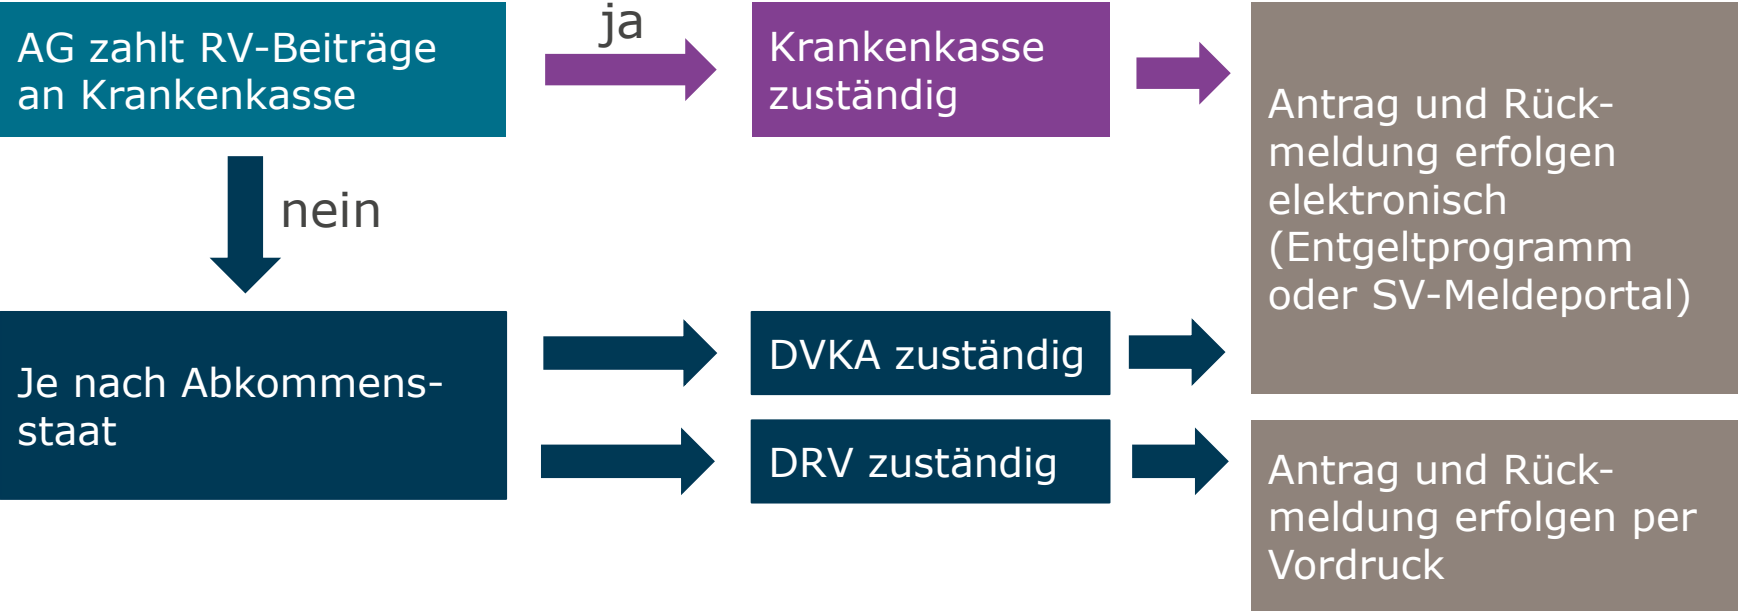 AG zahlt RV-Beiträge
an Krankenkasse
ja
Krankenkasse
zuständig
Antrag und Rück-
meldung erfolgen
elektronisch
(Entgeltprogramm
oder SV-Meldeportal)
nein
Je nach Abkommens-
staat
DVKA zuständig
DRV zuständig
Antrag und Rück-
meldung erfolgen per
Vordruck